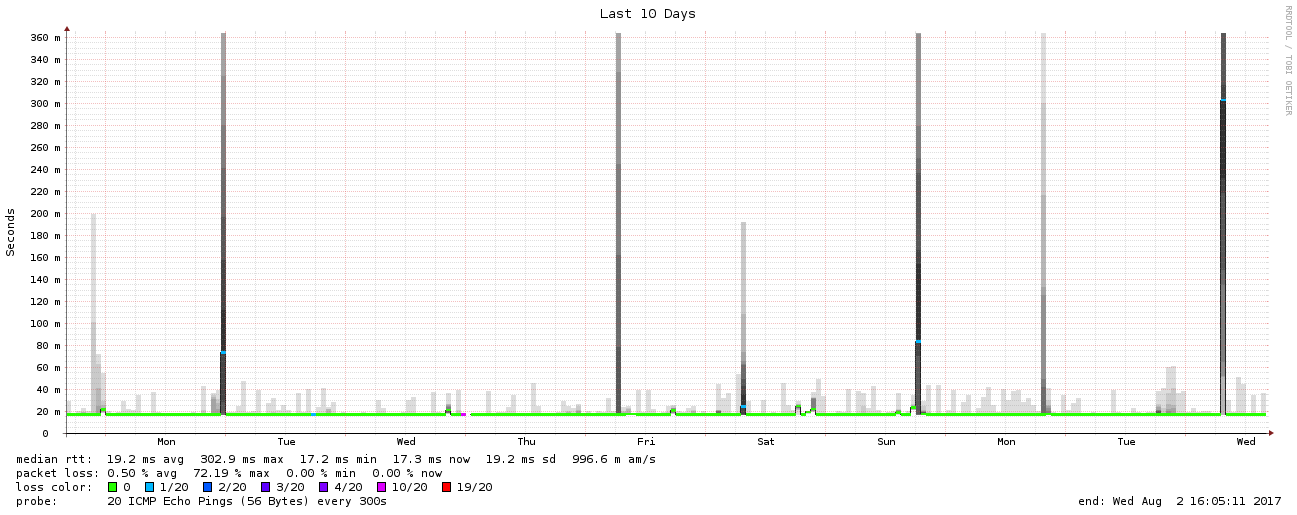 Last 10 Days
RRDTOOL / TOBI OETIKER
Seconds
360 m
340 m
320 m
300 m
280 m
260 m
240 m
220 m
200 m
180 m
160 m
140 m
120 m
100 m
80 m
60 m
40 m
20 m
0
Mon Tue Wed Thu Fri Sat Sun Mon Tue Wed
median rtt: 19.2 ms avg 302.9 ms max 17.2 ms min 17.3 ms now 19.2 ms sd 996.6 m am/s
packet loss: 0.50 % avg 72.19 % max 0.00 % min 0.00 % now
loss color: 0 1/20 2/20 3/20 4/20 10/20 19/20
probe: 20 ICMP Echo Pings (56 Bytes) every 300s end: Wed Aug 2 16:05:11 2017